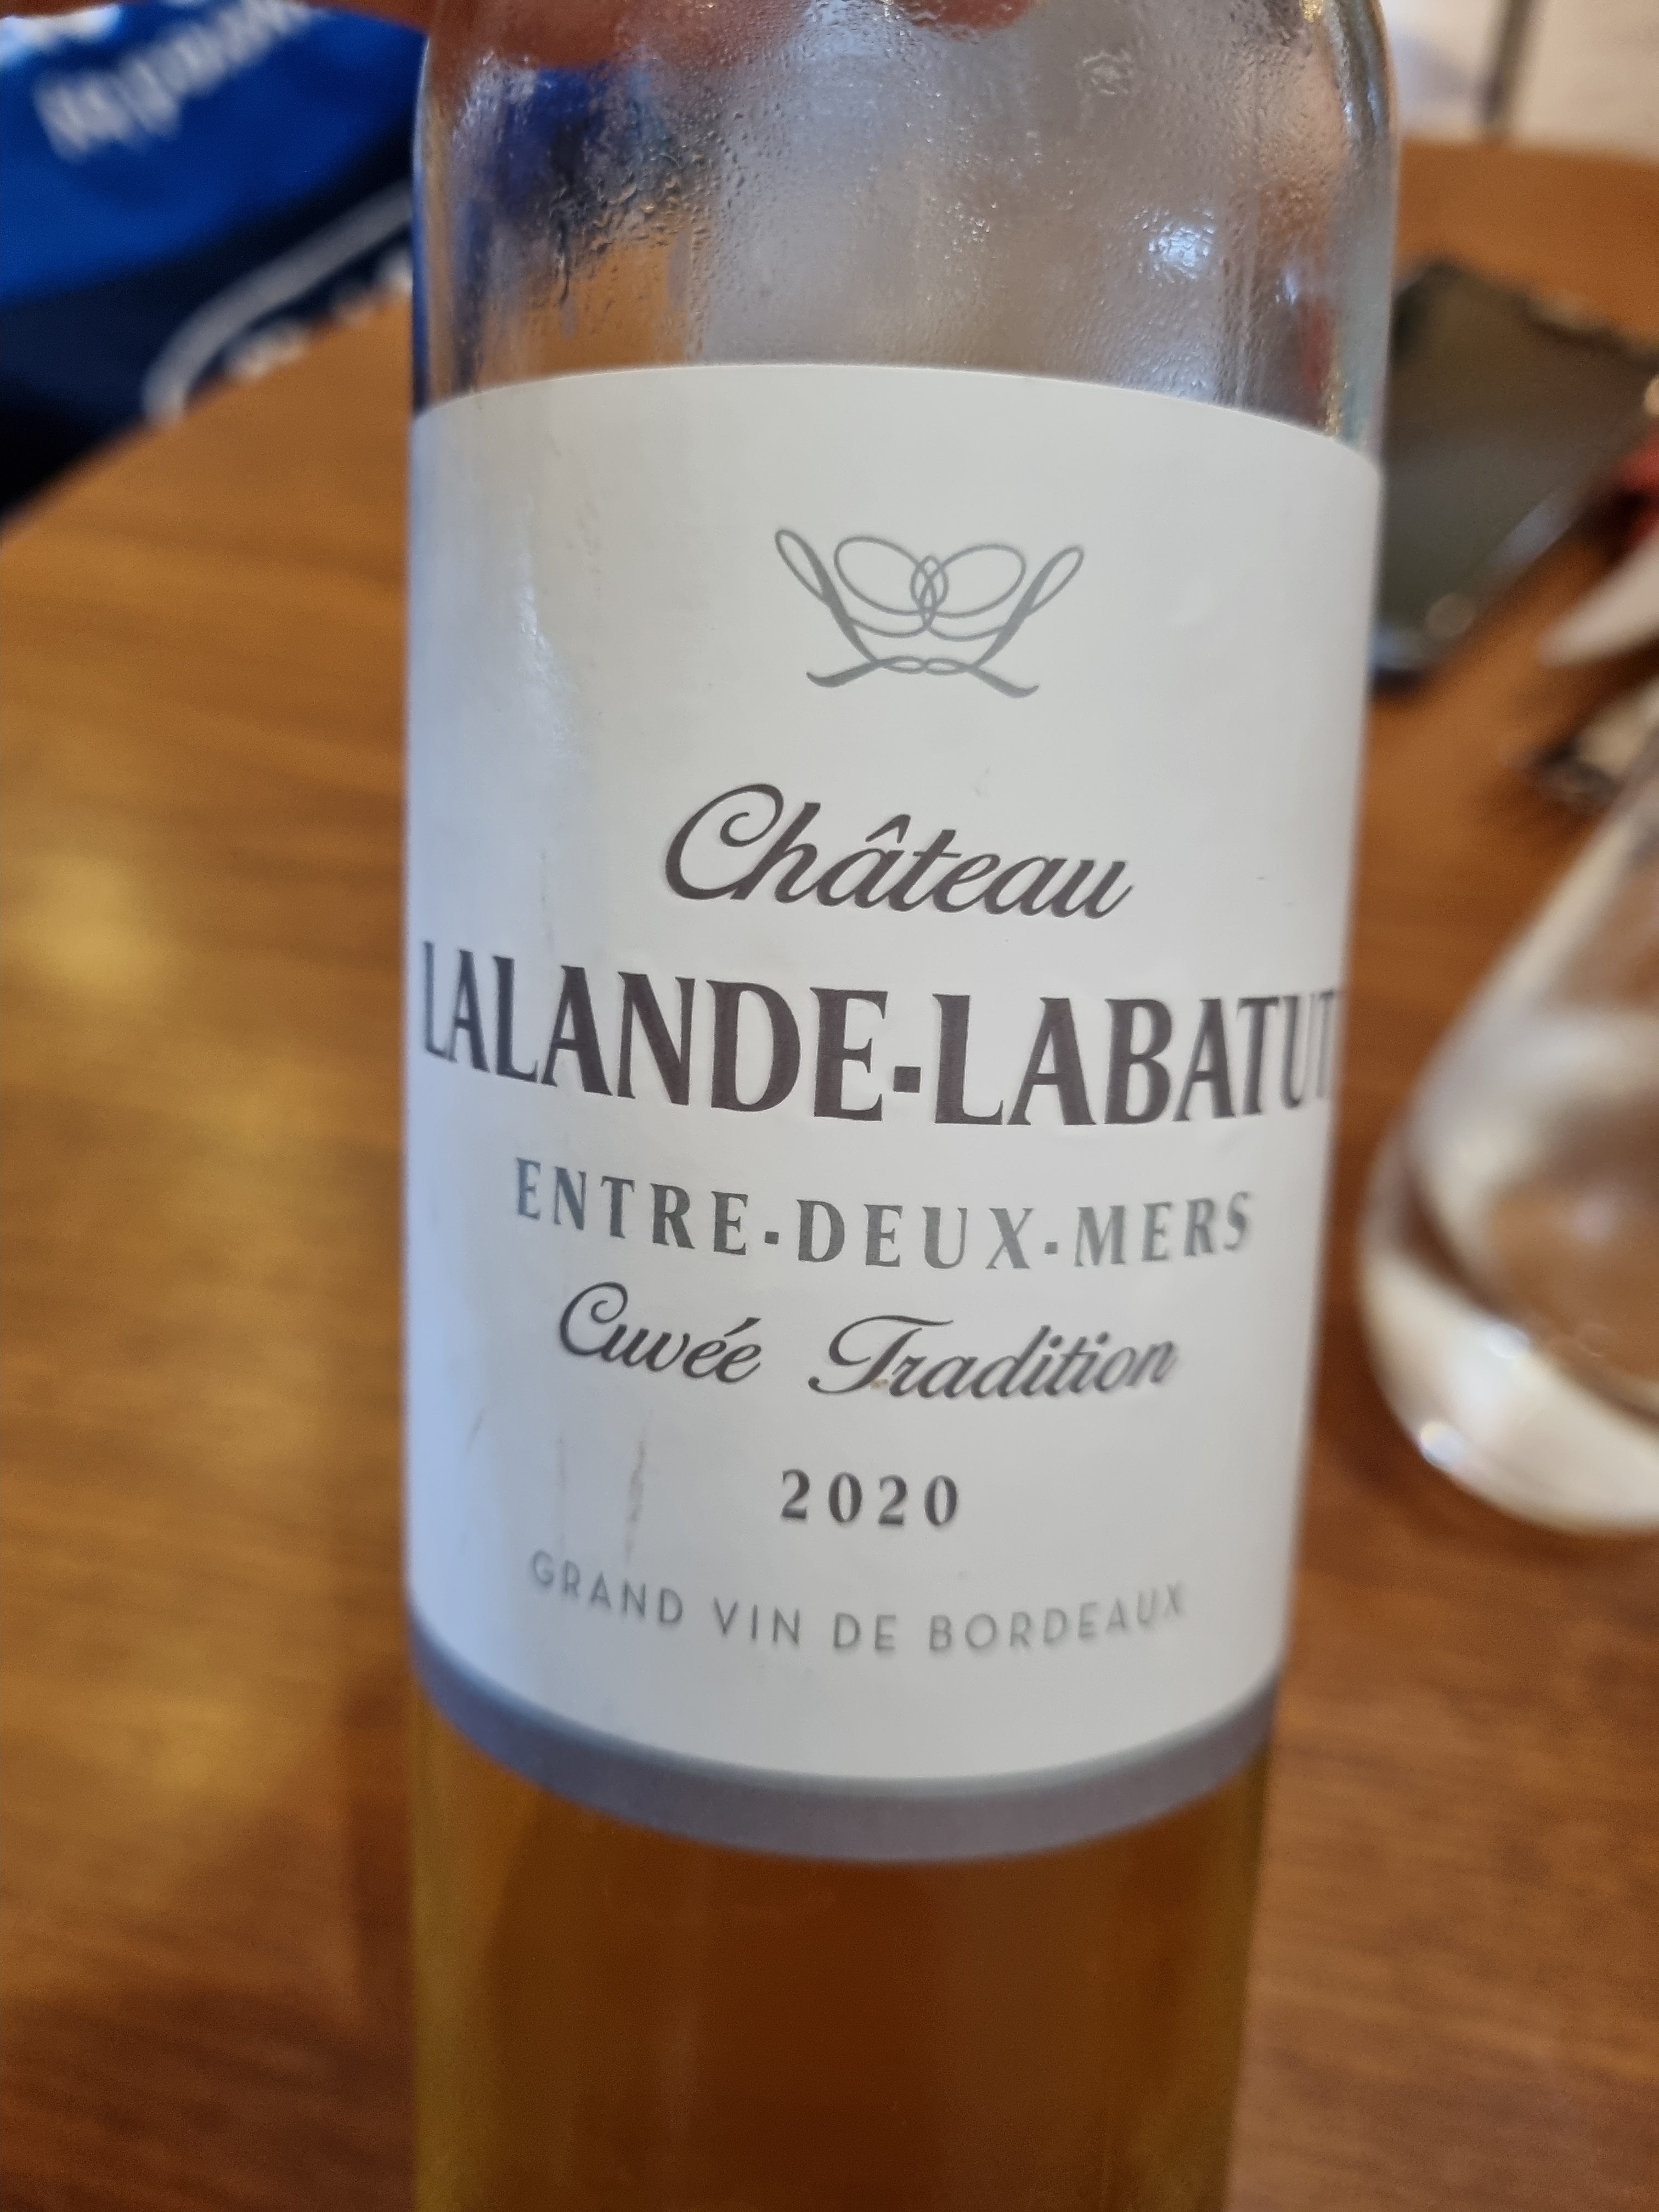 Château
LALANDE-LABATUT
ENTRE-DEUX-MERS
Cuvée Tradition
2020
GRAND VIN DE BORDEAUX